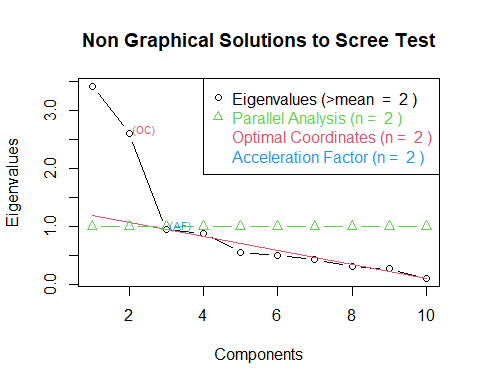 Non Graphical Solutions to Scree Test
Eigenvalues (>mean = 2 )
Parallel Analysis (n = 2 )
Optimal Coordinates (n = 2 )
Acceleration Factor (n = 2 )
(OC)
(AF)
Eigenvalues
3.0
2.0
1.0
0.0
2 4 6 8 10
Components